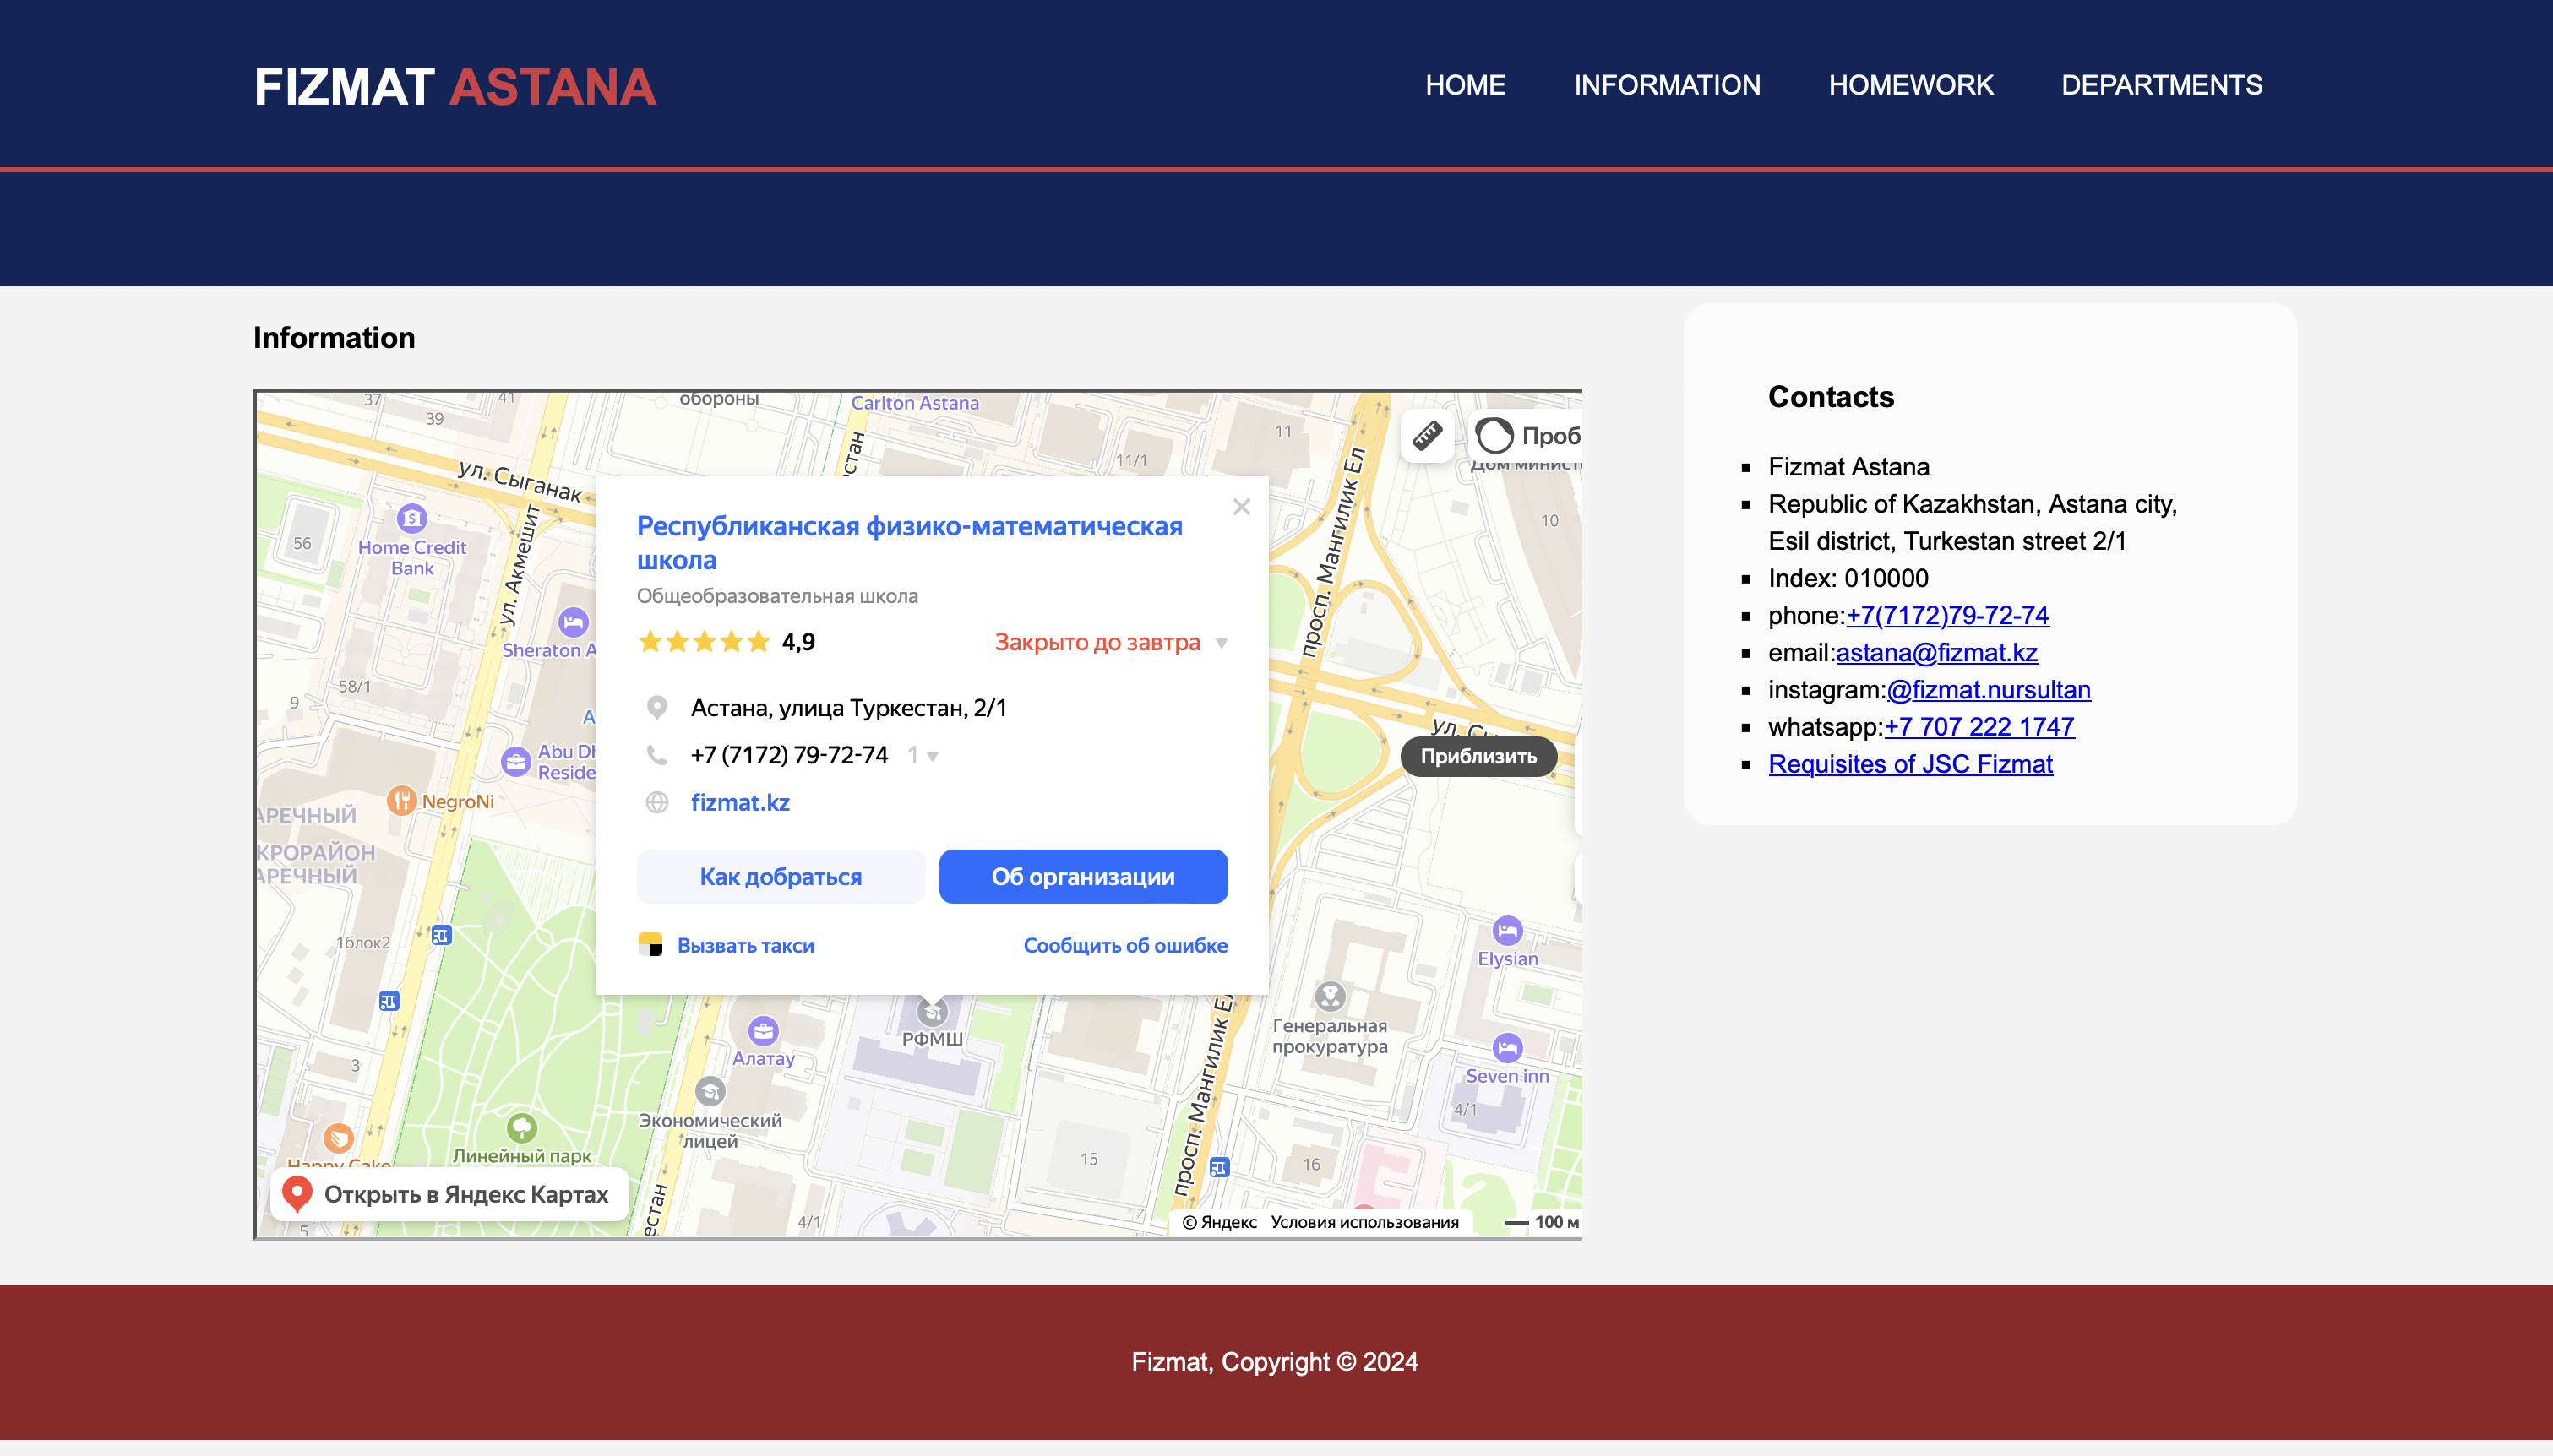 FIZMAT ASTANA
HOME INFORMATION HOMEWORK DEPARTMENTS
Information
37
39
41
обороны
Carlton Astana
11
11/1
Проб
10
ул. Сыганак
Home Credit
Bank
56
ул. Акмешит
Sheraton A
58/1
9
Abu Dh
Reside
NegroNi
АРЕЧНЫЙ
КРОРАЙОН
АРЕЧНЫЙ
1блок2
просп. Мангилик Ел
Республиканская физико-математическая
школа
Общеобразовательная школа
4,9 Закрыто до завтра
Астана, улица Туркестан, 2/1
+7 (7172) 79-72-74 1
fizmat.kz
Как добраться Об организации
Вызвать такси Сообщить об ошибке
Приблизить
Elysian
РФМШ
Алатау
Генеральная
прокуратура
Seven inn
4/1
3
Экономический
лицей
Линейный парк
Happy Cake
15
16
просп. Мангилик Ел
Открыть в Яндекс Картах
5
естан
4/1
© Яндекс Условия использования
100 м
Contacts
Fizmat Astana
Republic of Kazakhstan, Astana city,
Esil district, Turkestan street 2/1
Index: 010000
phone:+7(7172)79-72-74
email:astana@fizmat.kz
instagram:@fizmat.nursultan
whatsapp:+7 707 222 1747
Requisites of JSC Fizmat
Fizmat, Copyright © 2024